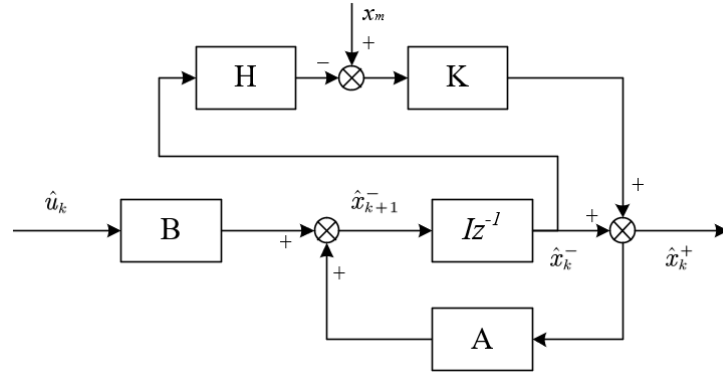 x_m
+
H
−
K
+
û_k
B
+
x̂⁻_{k+1}
Iz⁻¹
+
x̂⁻_k
x̂⁺_k
+
A